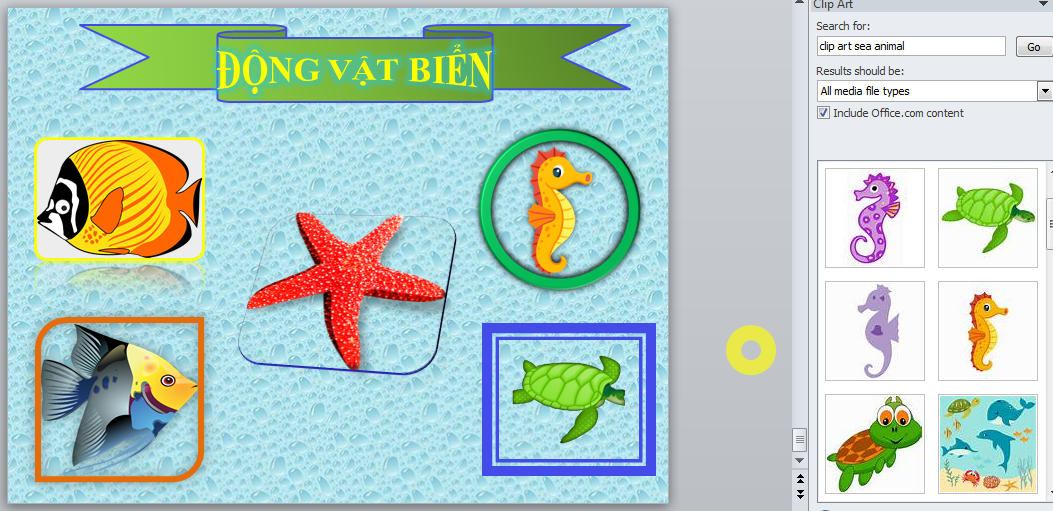 ĐỘNG VẬT BIỂN
Clip Art
Search for:
clip art sea animal
Go
Results should be:
All media file types
Include Office.com content